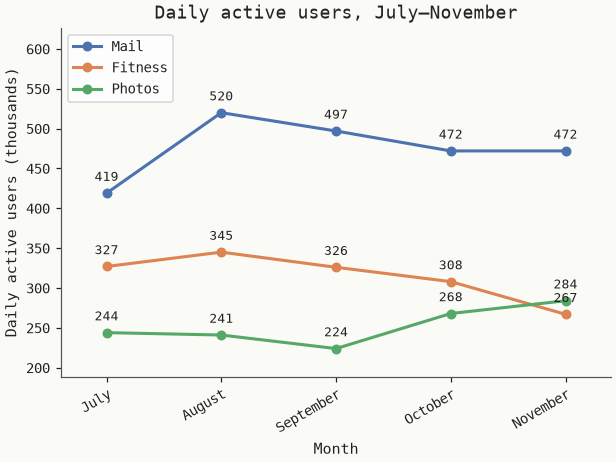 Daily active users, July–November
Daily active users (thousands)
600
550
500
450
400
350
300
250
200
Mail
Fitness
Photos
419
520
497
472
472
327
345
326
308
267
244
241
224
268
284
July
August
September
October
November
Month